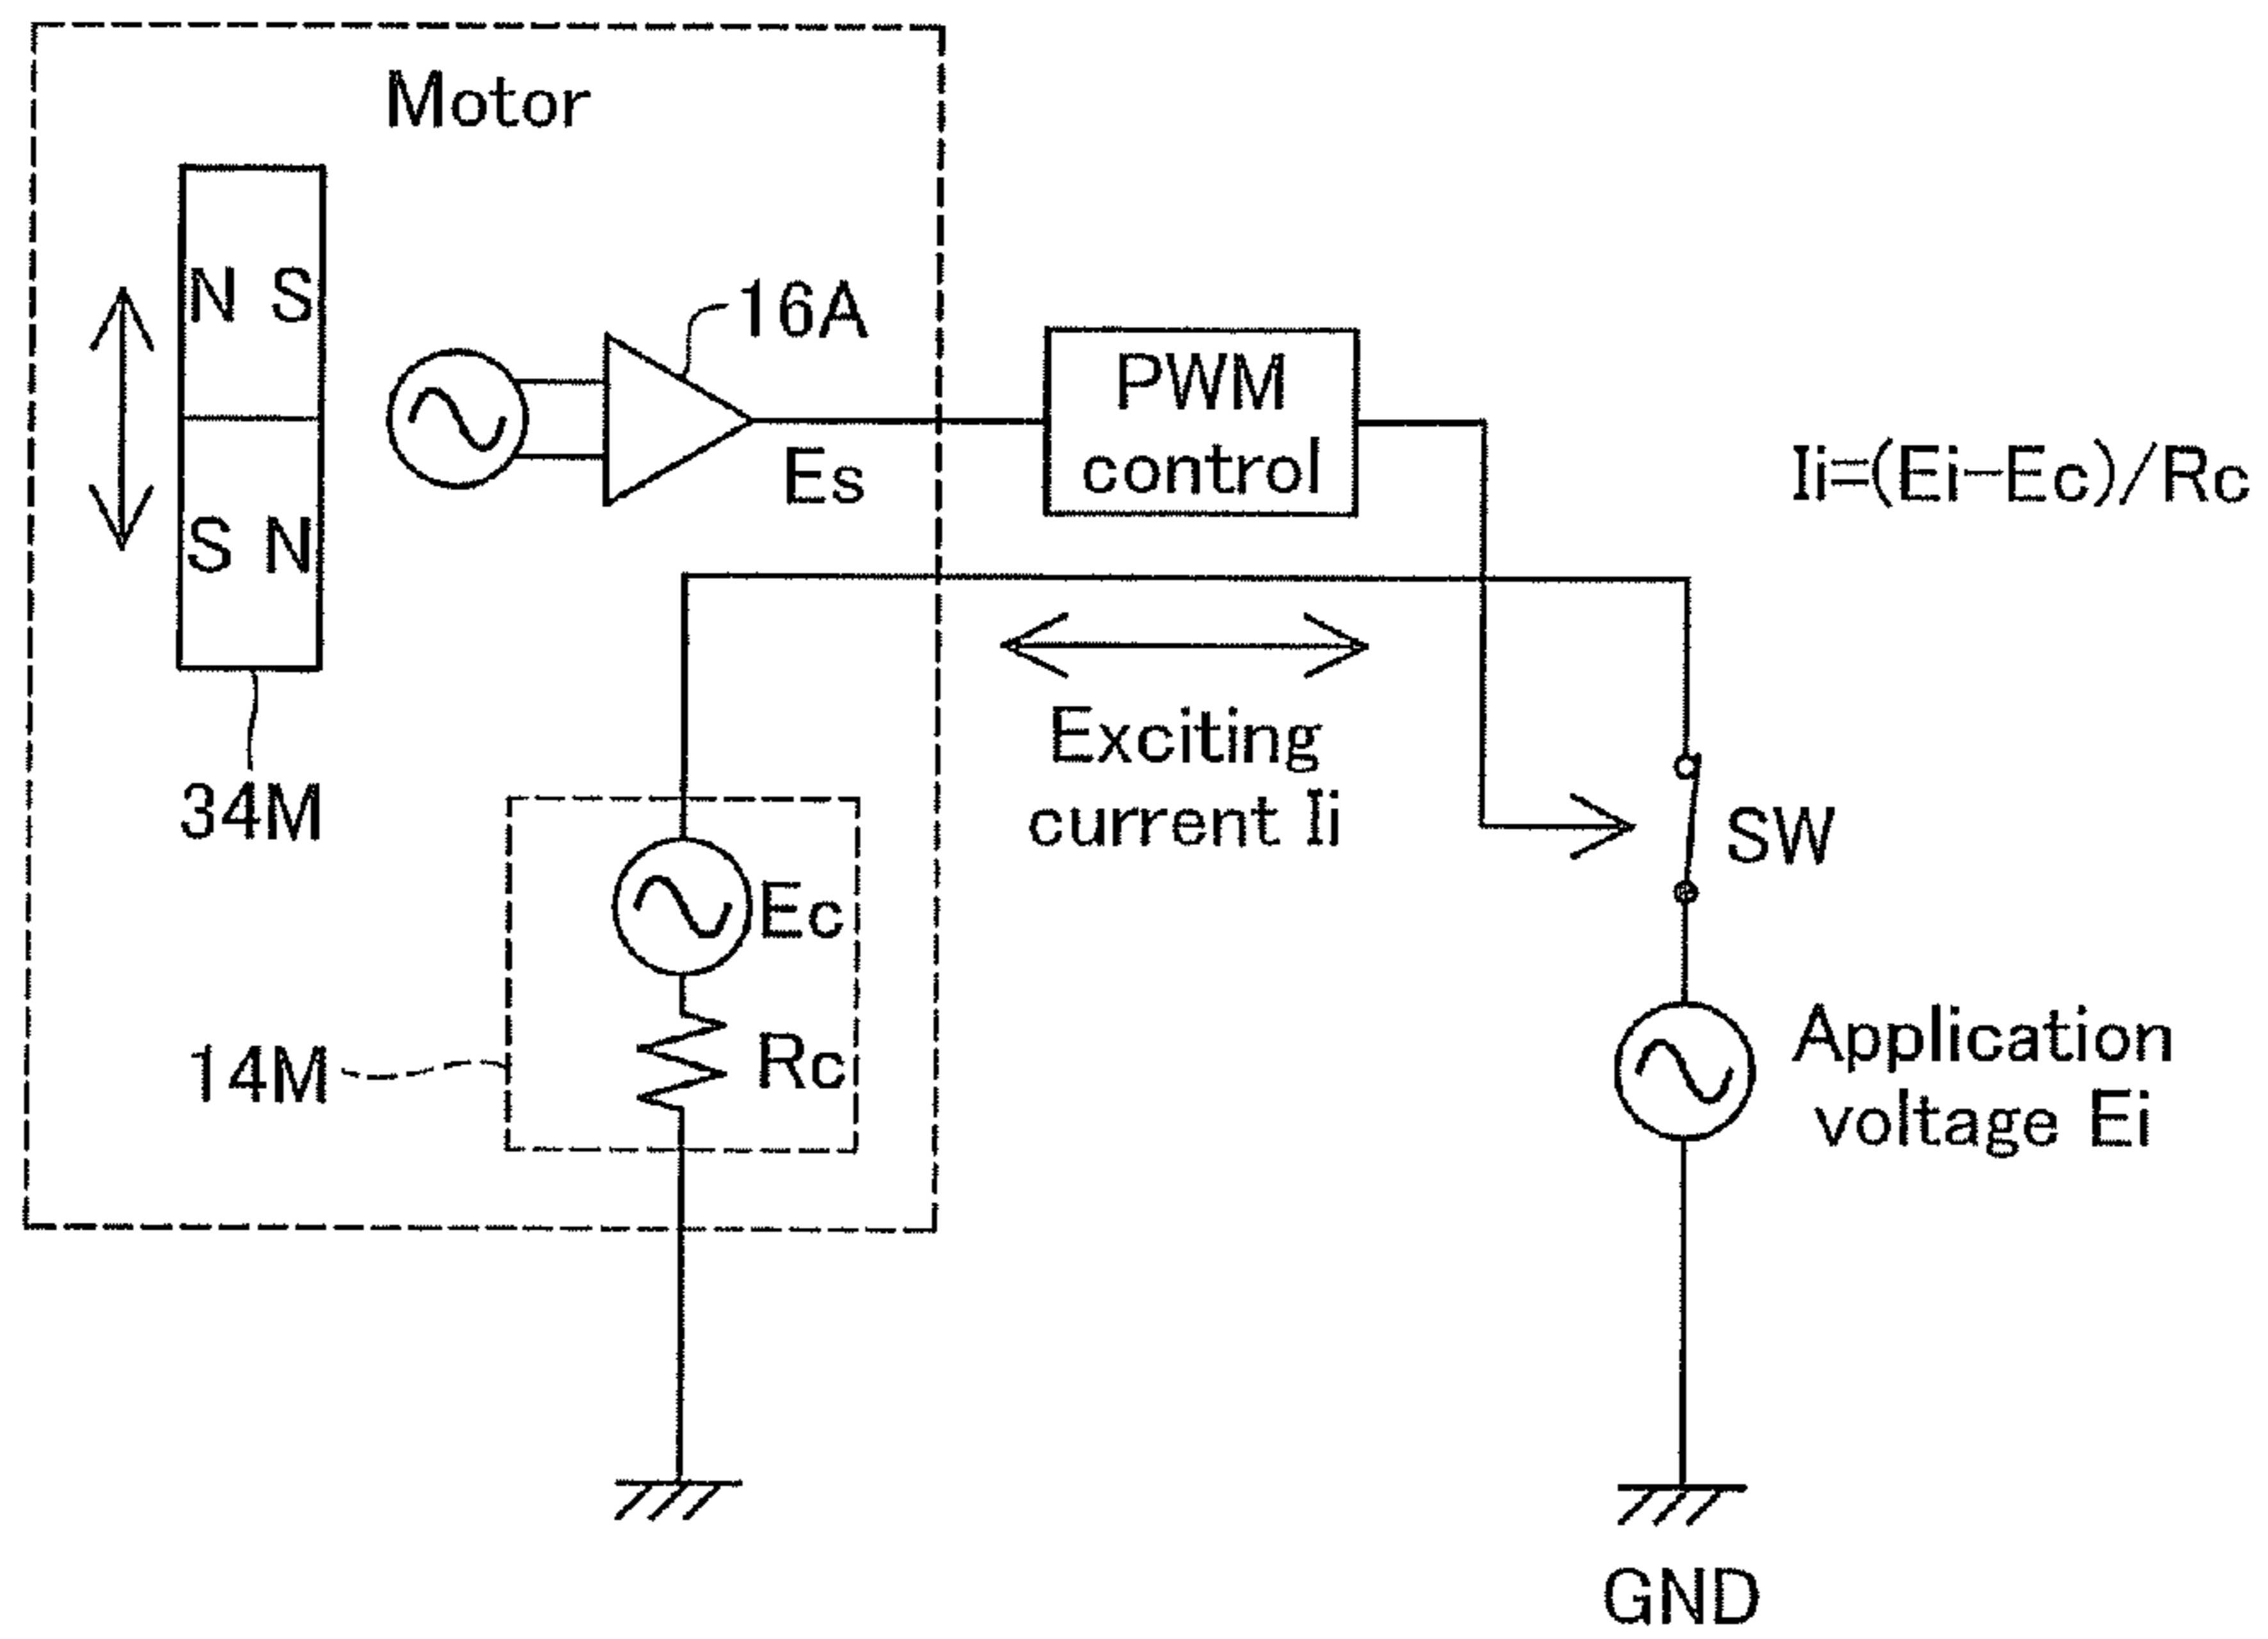 Motor
N S
S N
34M
16A
Es
PWM
control
Ii=(Ei-Ec)/Rc
Exciting
current Ii
SW
Ec
Rc
14M
Application
voltage Ei
GND